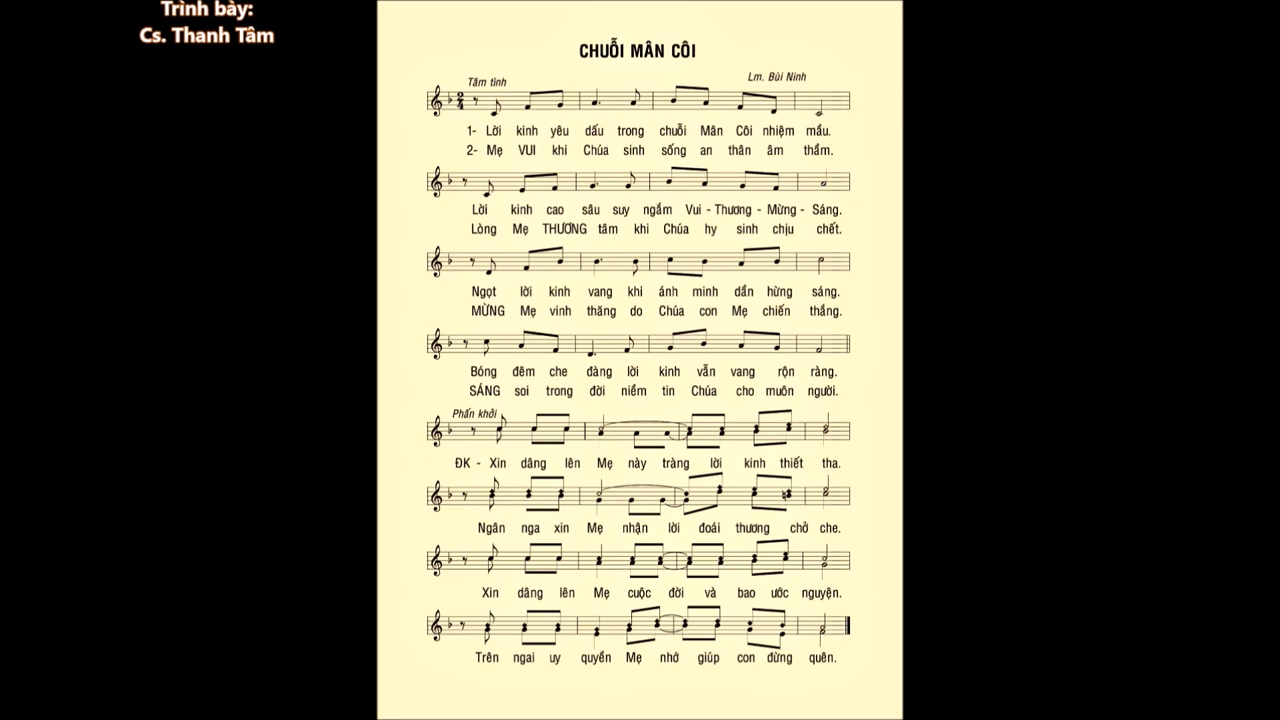 Trình bày:
Cs. Thanh Tâm
CHUỖI MÂN CÔI
Tâm tình
Lm. Bùi Ninh
1- Lời kinh yêu dấu trong chuỗi Mân Côi nhiệm mầu.
2- Mẹ VUI khi Chúa sinh sống an thân âm thầm.
Lời kinh cao sâu suy ngắm Vui - Thương - Mừng - Sáng.
Lòng Mẹ THƯƠNG tâm khi Chúa hy sinh chịu chết.
Ngọt lời kinh vang khi ánh minh dần hừng sáng.
MỪNG Mẹ vinh thăng do Chúa con Mẹ chiến thắng.
Bóng đêm che đàng lời kinh vẫn vang rộn ràng.
SÁNG soi trong đời niềm tin Chúa cho muôn người.
Phấn khởi
ĐK - Xin dâng lên Mẹ này tràng lời kinh thiết tha.
Ngân nga xin Mẹ nhận lời đoái thương chở che.
Xin dâng lên Mẹ cuộc đời và bao ước nguyện.
Trên ngai uy quyền Mẹ nhớ giúp con đừng quên.